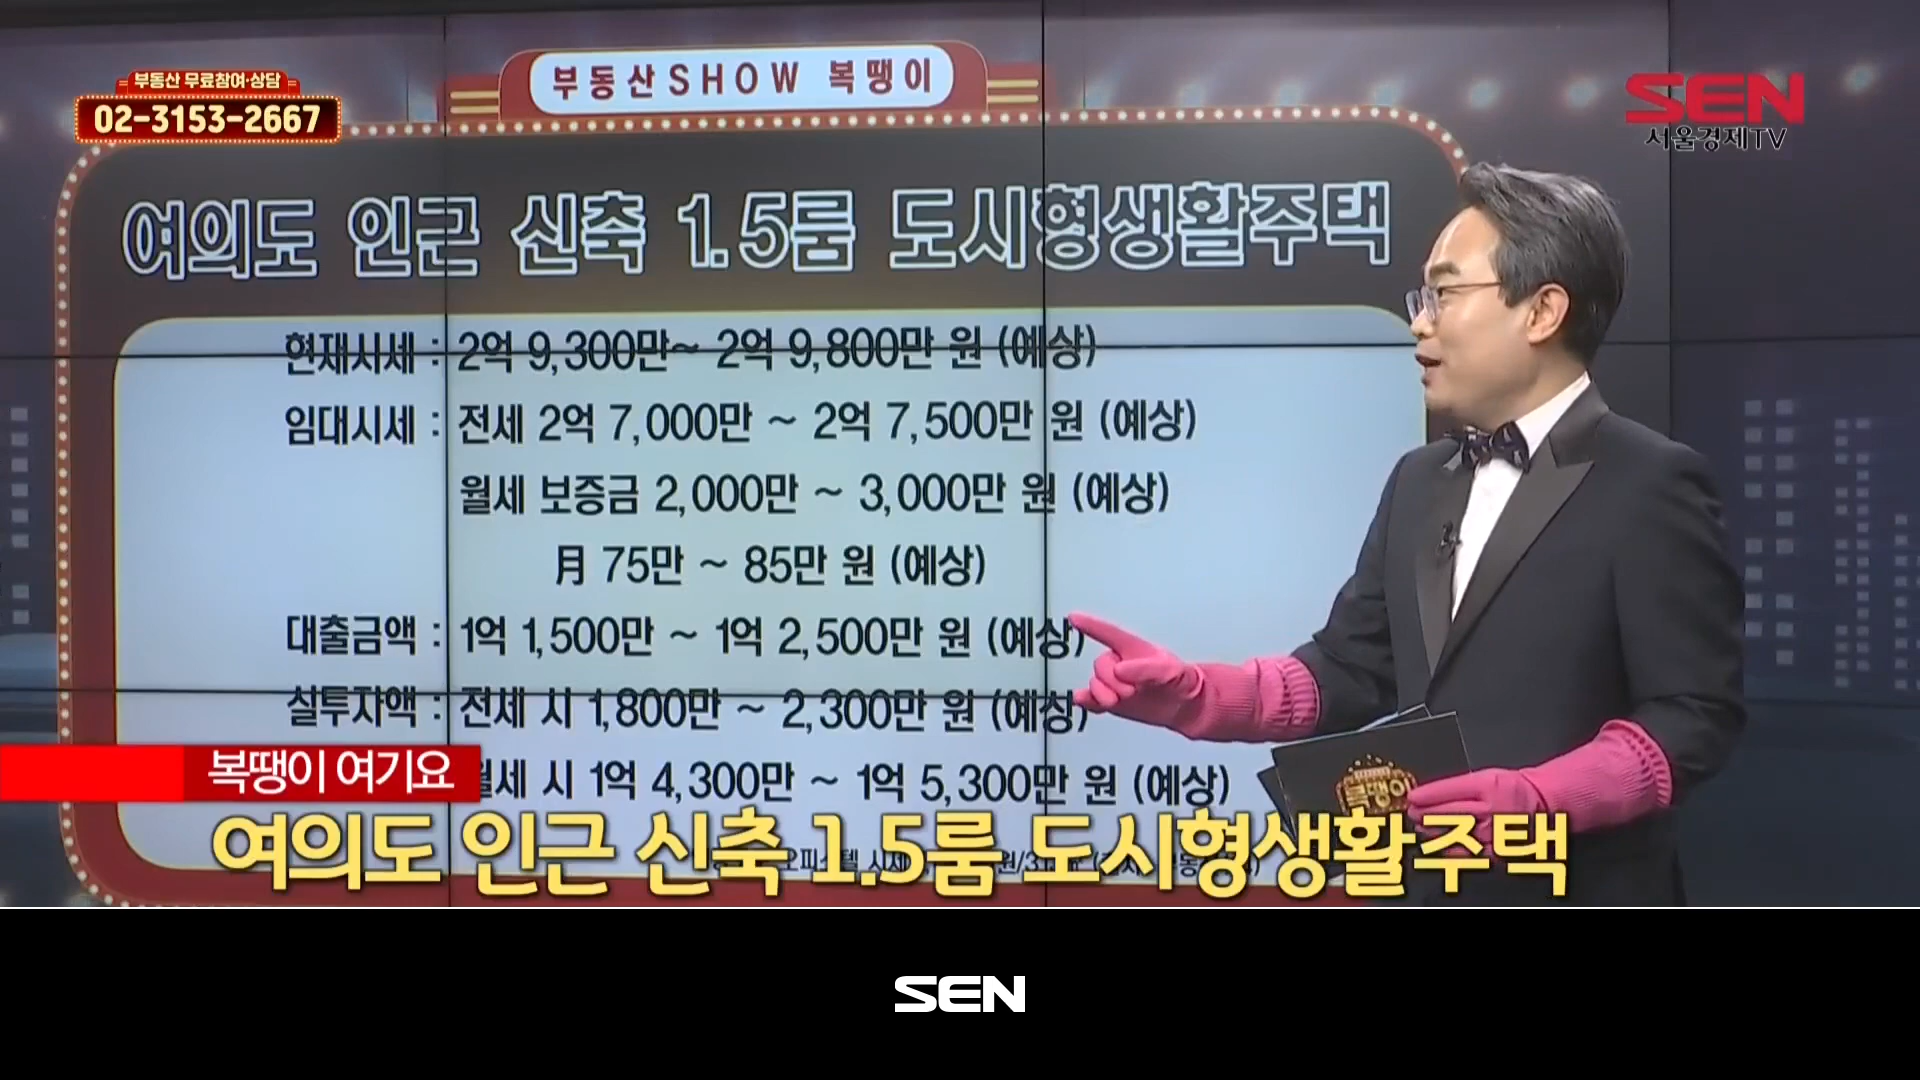 부동산 무료참여·상담
02-3153-2667
부동산SHOW 복땡이
SEN
서울경제TV
여의도 인근 신축 1.5룸 도시형생활주택
현재시세 : 2억 9,300만~ 2억 9,800만 원 (예상)
임대시세 : 전세 2억 7,000만 ~ 2억 7,500만 원 (예상)
월세 보증금 2,000만 ~ 3,000만 원 (예상)
月 75만 ~ 85만 원 (예상)
대출금액 : 1억 1,500만 ~ 1억 2,500만 원 (예상)
실투자액 : 전세 시 1,800만 ~ 2,300만 원 (예상)
월세 시 1억 4,300만 ~ 1억 5,300만 원 (예상)
복땡이
복땡이 여기요
여의도 인근 신축 1.5룸 도시형생활주택
SEN